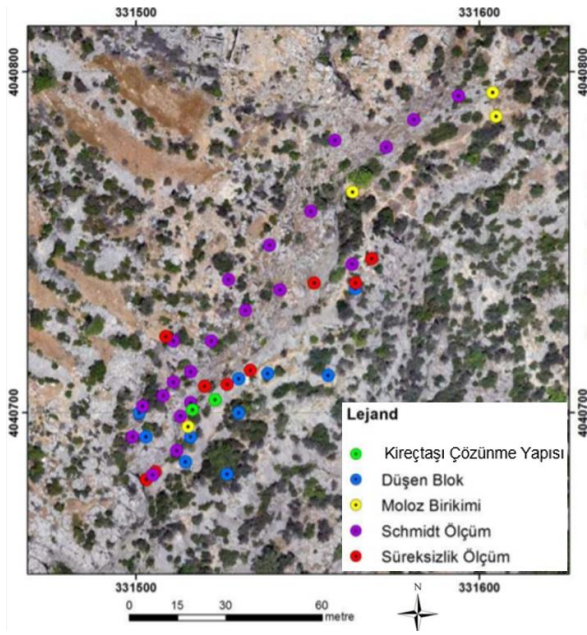 331500 331600
4040800 4040800
4040700 4040700
Lejand
Kireçtaşı Çözünme Yapısı
Düşen Blok
Moloz Birikimi
Schmidt Ölçüm
Süreksizlik Ölçüm
331500 331600
N
0 15 30 60
metre